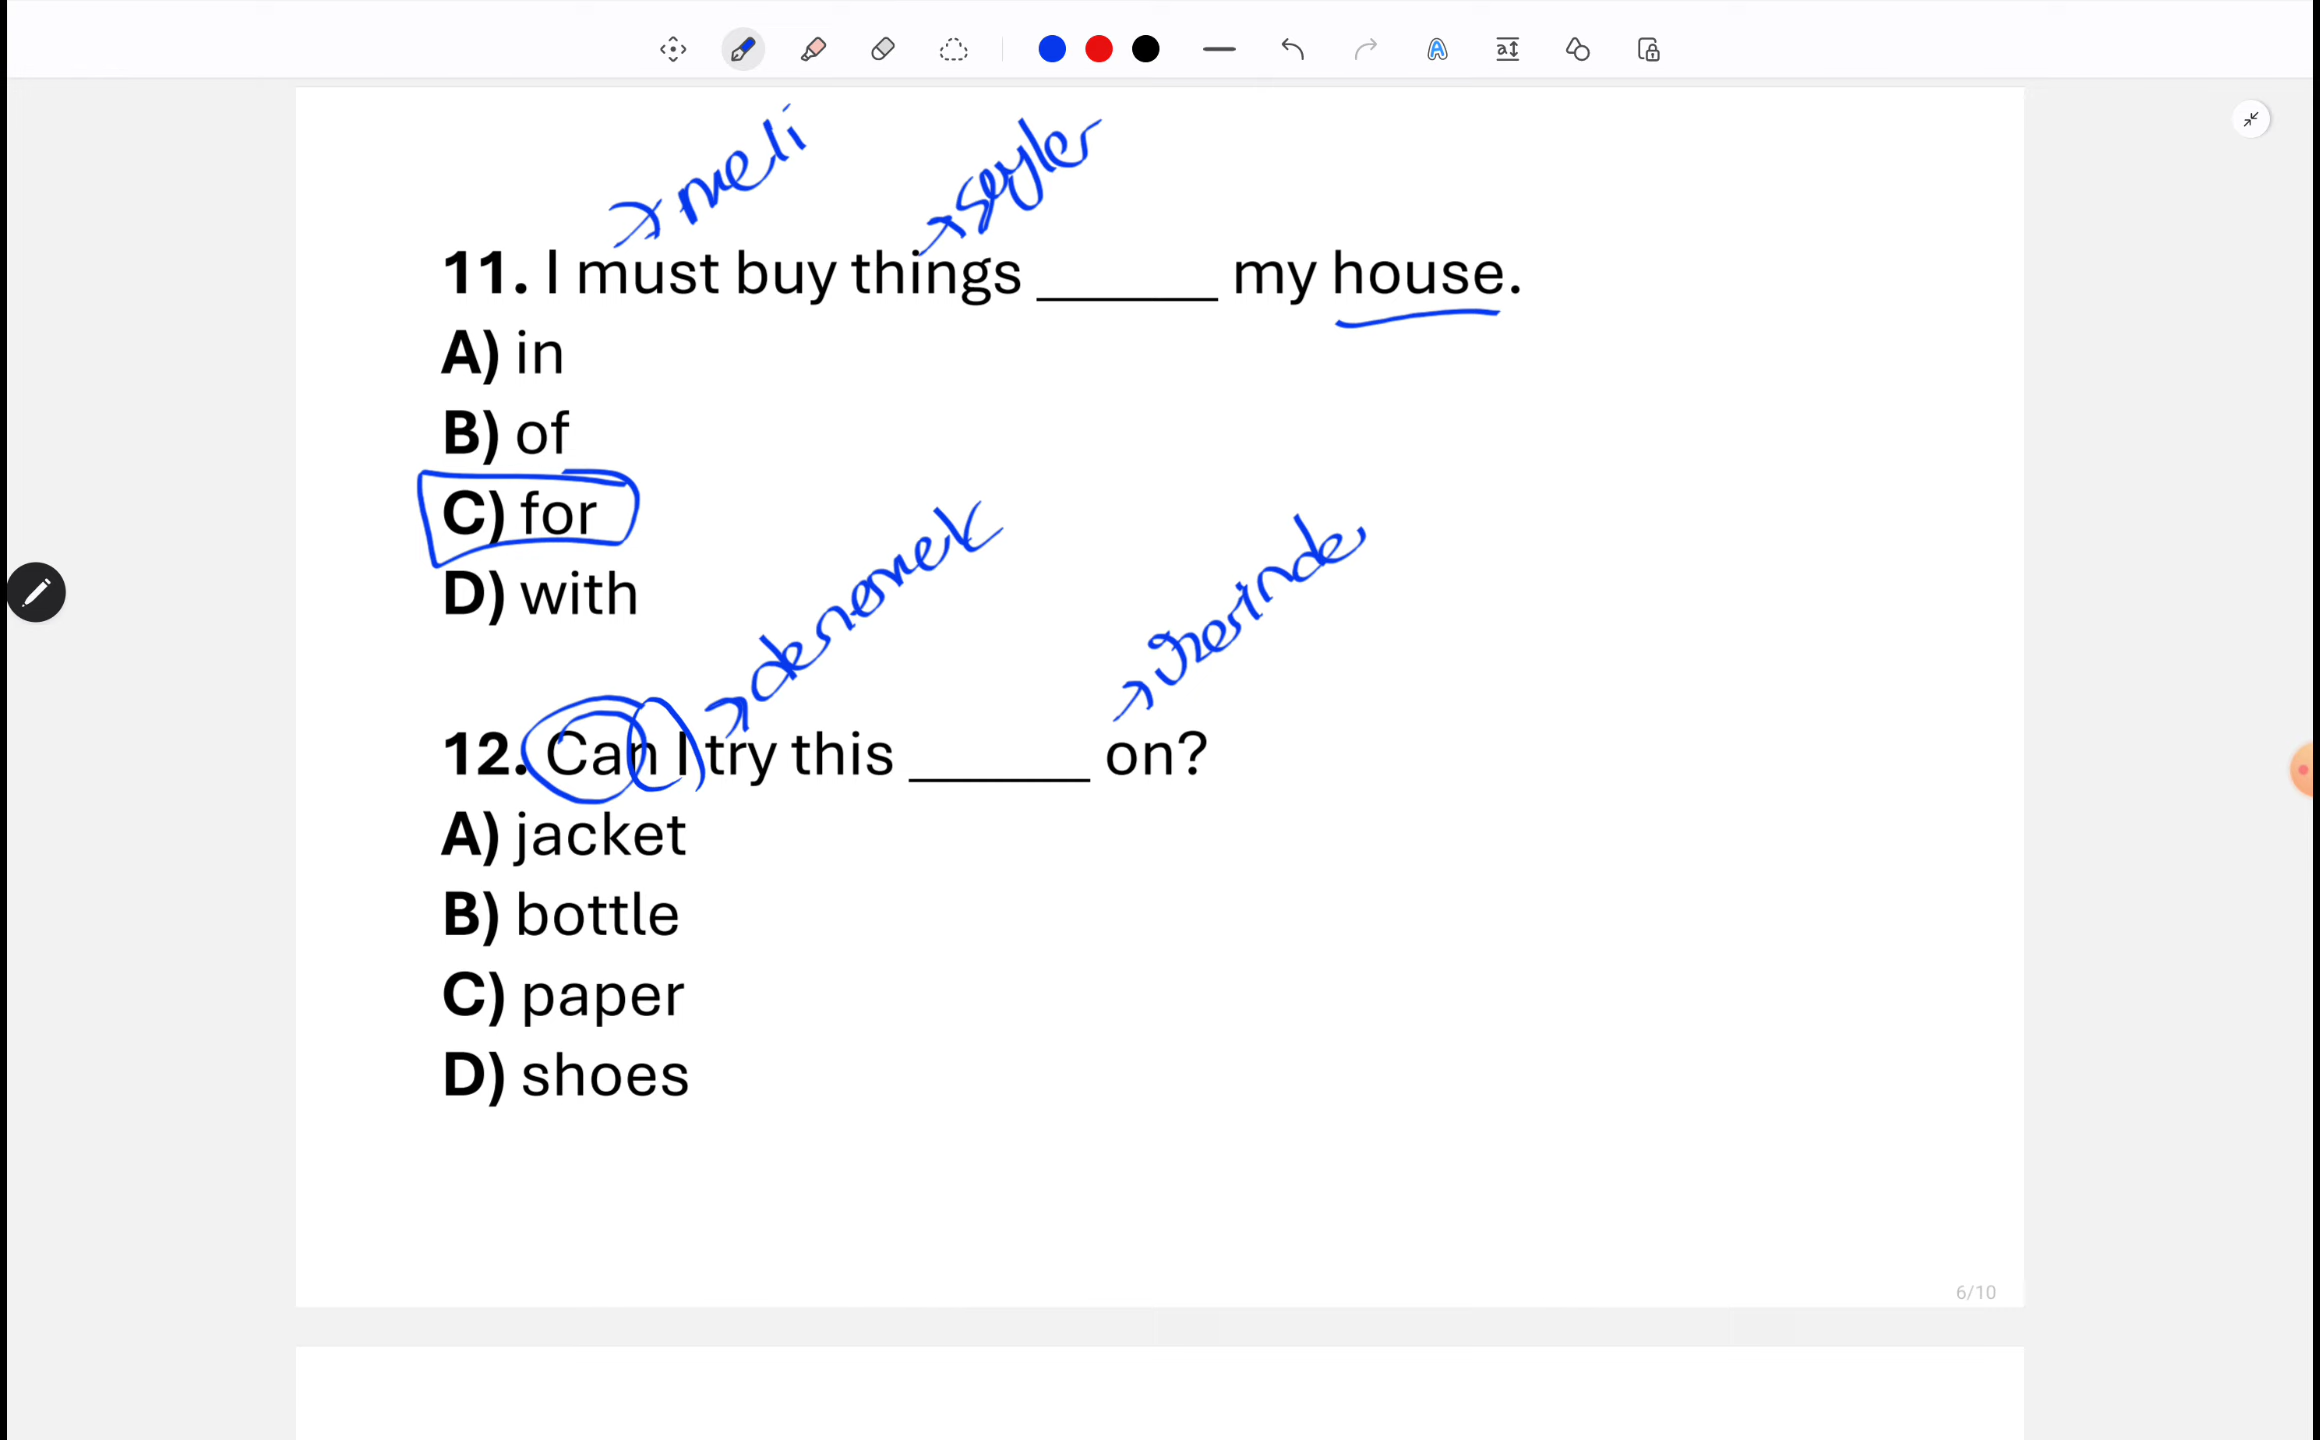 → meli
→ şeyler
11. I must buy things ______ my house.
A) in
B) of
C) for
D) with
→ denemek
→ üzerinde
12. Can I try this ______ on?
A) jacket
B) bottle
C) paper
D) shoes
6/10